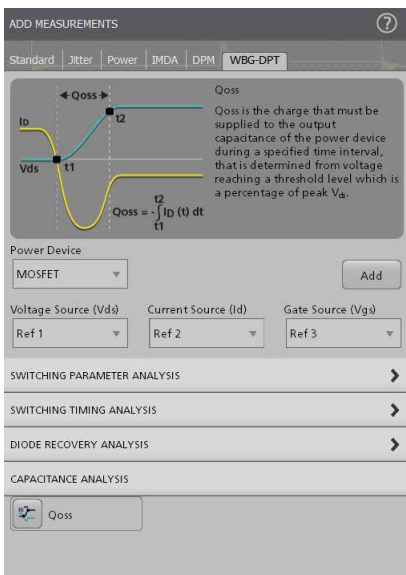 ADD MEASUREMENTS
?
Standard Jitter Power IMDA DPM WBG-DPT
Qoss
ID
t2
Vds
t1
Qoss = -∫ID (t) dt
t2
t1
Qoss
Qoss is the charge that must be
supplied to the output
capacitance of the power device
during a specified time interval,
that is determined from voltage
reaching a threshold level which is
a percentage of peak Vds.
Power Device
MOSFET
Add
Voltage Source (Vds) Current Source (Id) Gate Source (Vgs)
Ref 1 Ref 2 Ref 3
SWITCHING PARAMETER ANALYSIS
SWITCHING TIMING ANALYSIS
DIODE RECOVERY ANALYSIS
CAPACITANCE ANALYSIS
Qoss